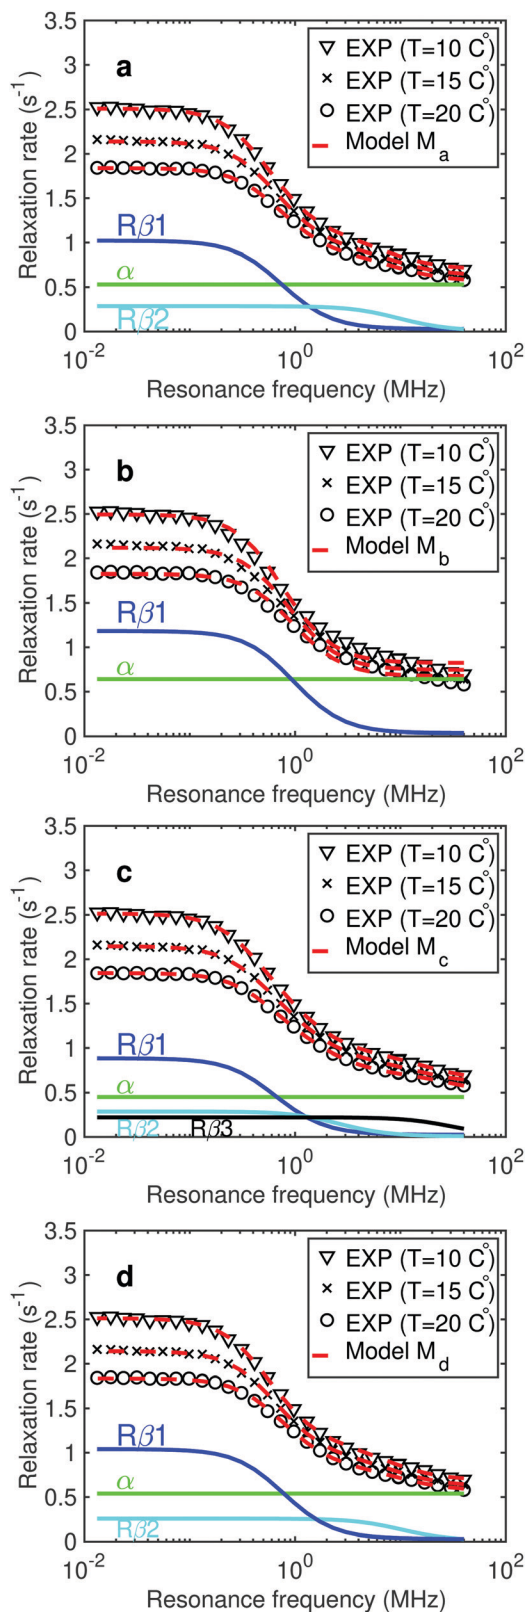 3.5
3
2.5
2
1.5
1
0.5
0
Relaxation rate (s⁻¹)
a
EXP (T=10 C°)
EXP (T=15 C°)
EXP (T=20 C°)
Model Mₐ
Rβ1
α
Rβ2
10⁻² 10⁰ 10²
Resonance frequency (MHz)
3.5
3
2.5
2
1.5
1
0.5
0
Relaxation rate (s⁻¹)
b
EXP (T=10 C°)
EXP (T=15 C°)
EXP (T=20 C°)
Model M_b
Rβ1
α
10⁻² 10⁰ 10²
Resonance frequency (MHz)
3.5
3
2.5
2
1.5
1
0.5
0
Relaxation rate (s⁻¹)
c
EXP (T=10 C°)
EXP (T=15 C°)
EXP (T=20 C°)
Model M_c
Rβ1
α
Rβ2 Rβ3
10⁻² 10⁰ 10²
Resonance frequency (MHz)
3.5
3
2.5
2
1.5
1
0.5
0
Relaxation rate (s⁻¹)
d
EXP (T=10 C°)
EXP (T=15 C°)
EXP (T=20 C°)
Model M_d
Rβ1
α
Rβ2
10⁻² 10⁰ 10²
Resonance frequency (MHz)